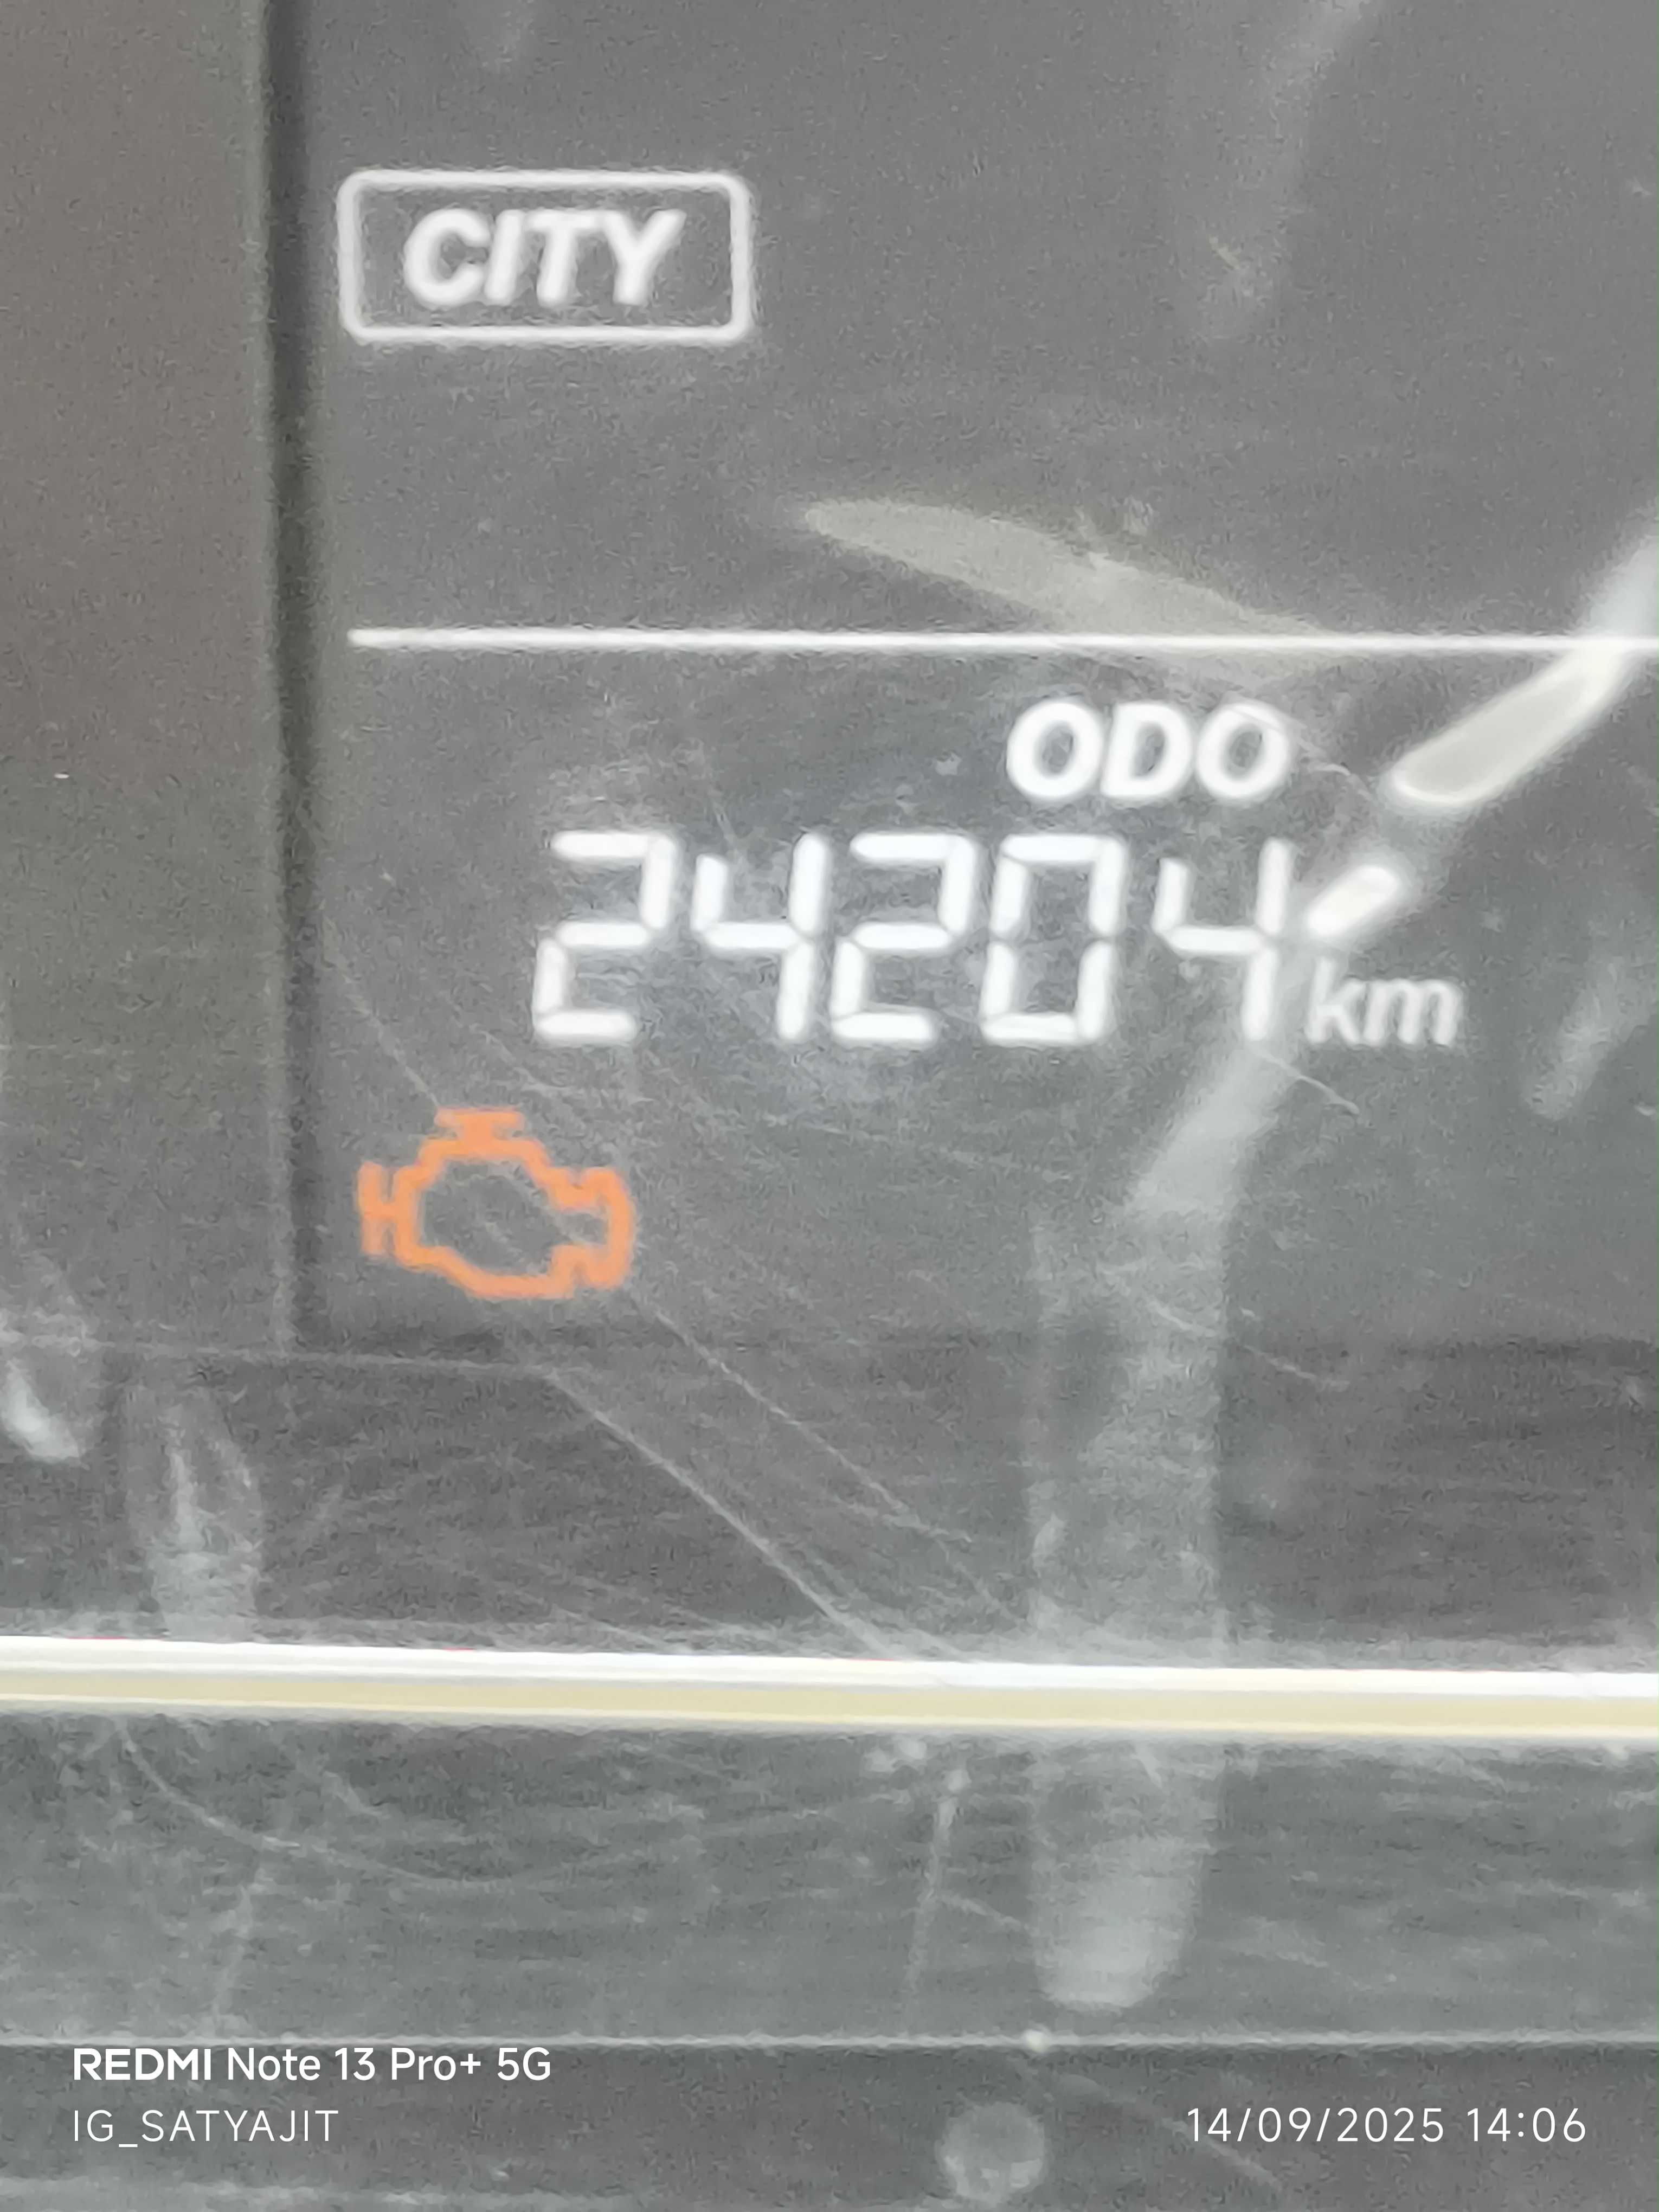 CITY
ODO
24204 km
REDMI Note 13 Pro+ 5G
IG_SATYAJIT
14/09/2025 14:06